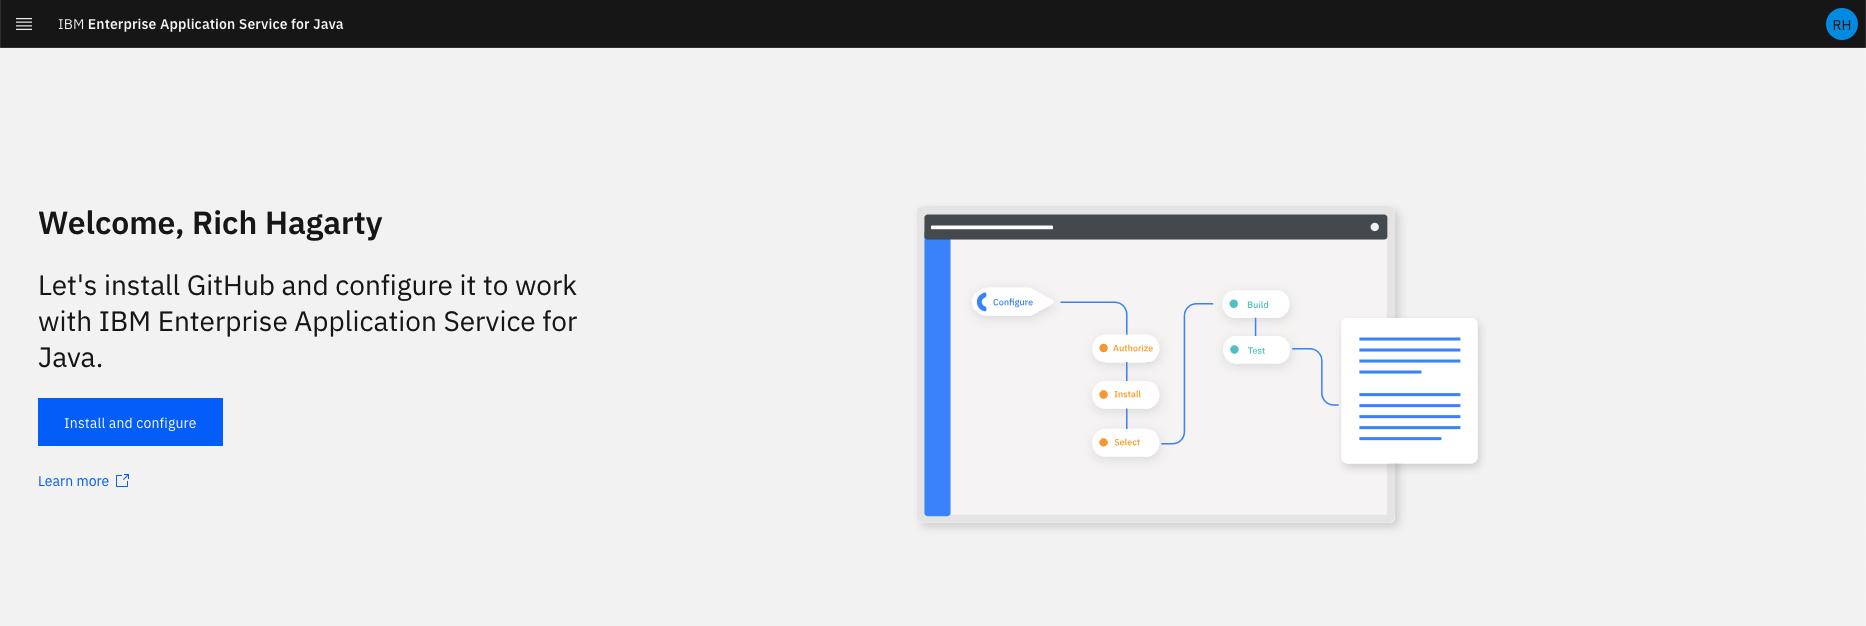 IBM Enterprise Application Service for Java
RH
Welcome, Rich Hagarty
Let's install GitHub and configure it to work
with IBM Enterprise Application Service for
Java.
Install and configure
Learn more
Configure
Authorize
Install
Select
Build
Test